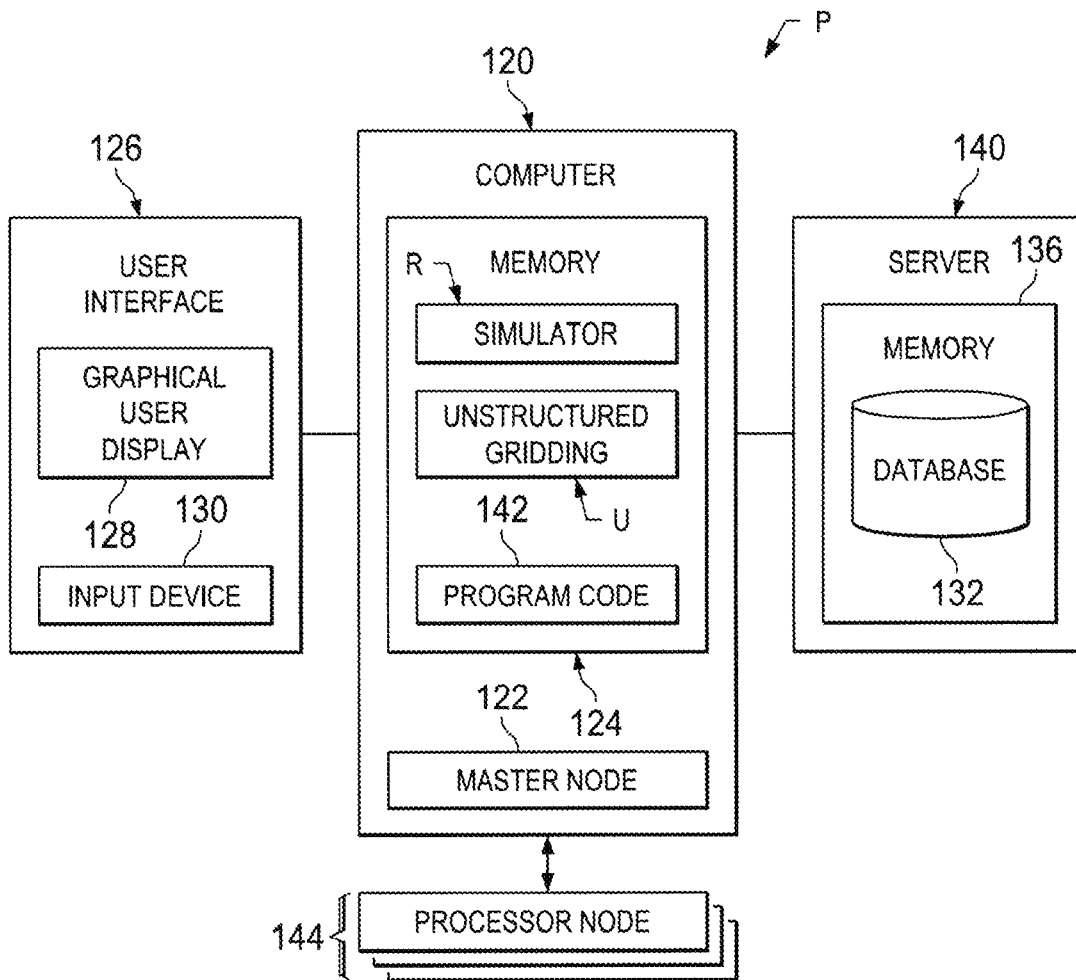 P
120
126
140
COMPUTER
USER
INTERFACE
GRAPHICAL
USER
DISPLAY
128
130
INPUT DEVICE
R
MEMORY
SIMULATOR
UNSTRUCTURED
GRIDDING
142
U
PROGRAM CODE
122
124
MASTER NODE
SERVER
136
MEMORY
DATABASE
132
144
PROCESSOR NODE